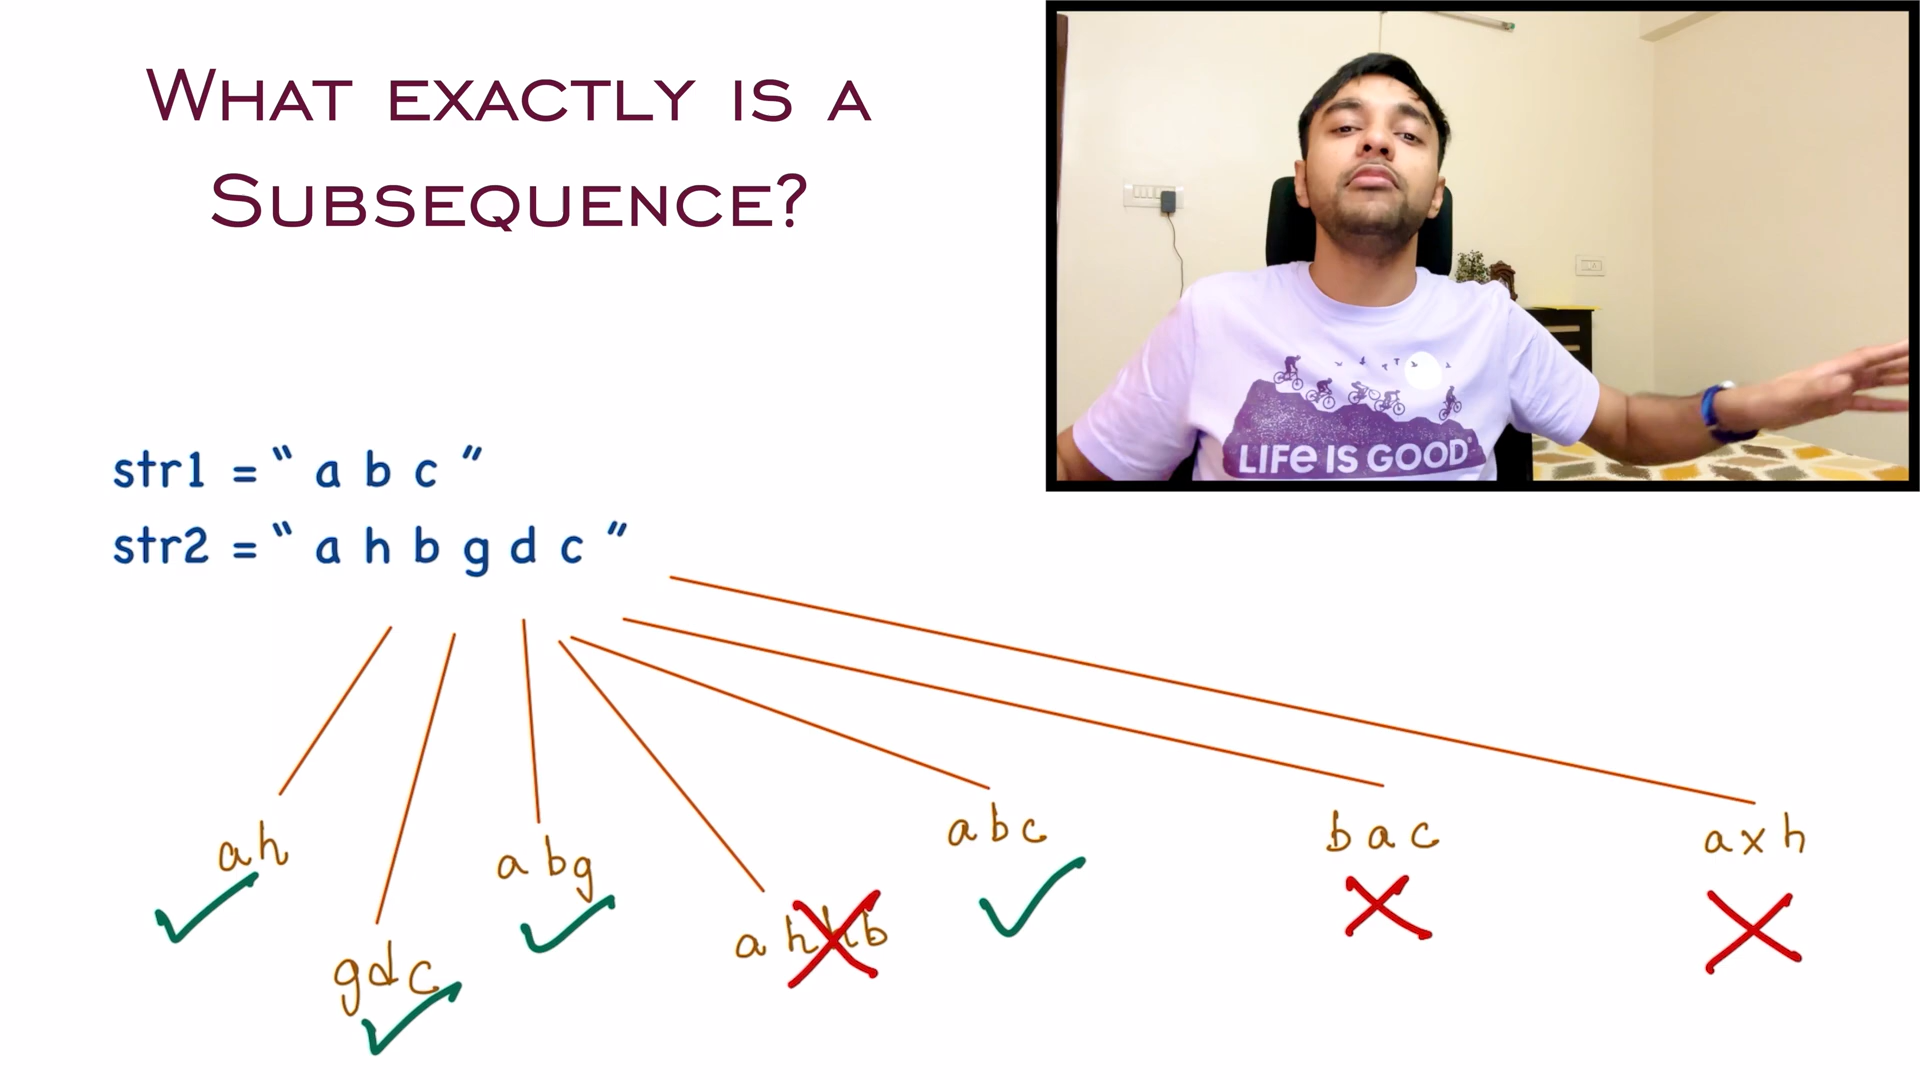 WHAT EXACTLY IS A
SUBSEQUENCE?
LIFE IS GOOD
str1 = " a b c "
str2 = " a h b g d c "
a h
g d c
a b g
a h h b
a b c
b a c
a x h